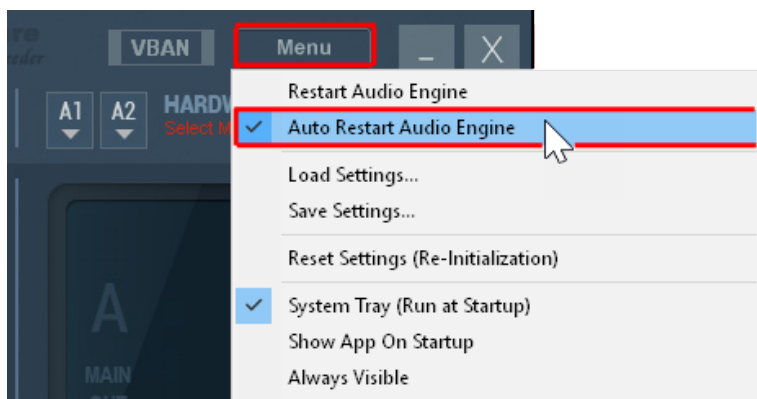 VBAN
Menu
A1 A2
HARDW
Select M
Restart Audio Engine
Auto Restart Audio Engine
Load Settings...
Save Settings...
Reset Settings (Re-Initialization)
System Tray (Run at Startup)
Show App On Startup
Always Visible
A
MAIN